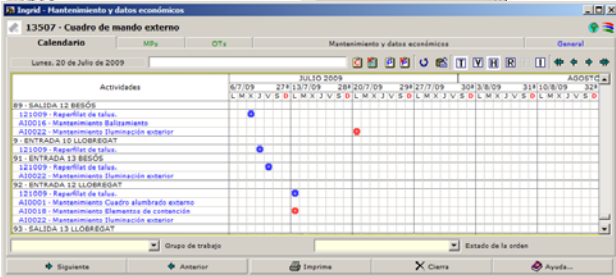 Ingrid - Mantenimiento y datos económicos
13507 - Cuadro de mando externo
Calendario MPs OTs Mantenimiento y datos económicos General
Lunes, 20 de Julio de 2009 T V H R I
JULIO 2009 AGOSTO
Actividades 6/7/09 27ª 13/7/09 28ª 20/7/09 29ª 27/7/09 30ª 3/8/09 31ª 10/8/09 32ª
L M X J V S D L M X J V S D L M X J V S D L M X J V S D L M X J V S D L M X J V S D
89 - SALIDA 12 BESÓS
121009 - Reperfilat de talus.
AI0016 - Mantenimiento Balizamiento
AI0022 - Mantenimiento Iluminación exterior
9 - ENTRADA 10 LLOBREGAT
121009 - Reperfilat de talus.
91 - ENTRADA 13 BESÓS
121009 - Reperfilat de talus.
AI0022 - Mantenimiento Iluminación exterior
92 - ENTRADA 12 LLOBREGAT
121009 - Reperfilat de talus.
AI0001 - Mantenimiento Cuadro alumbrado externo
AI0018 - Mantenimiento Elementos de contención
AI0022 - Mantenimiento Iluminación exterior
93 - SALIDA 13 LLOBREGAT
Grupo de trabajo Estado de la orden
Siguiente Anterior Imprime Cierra Ayuda...